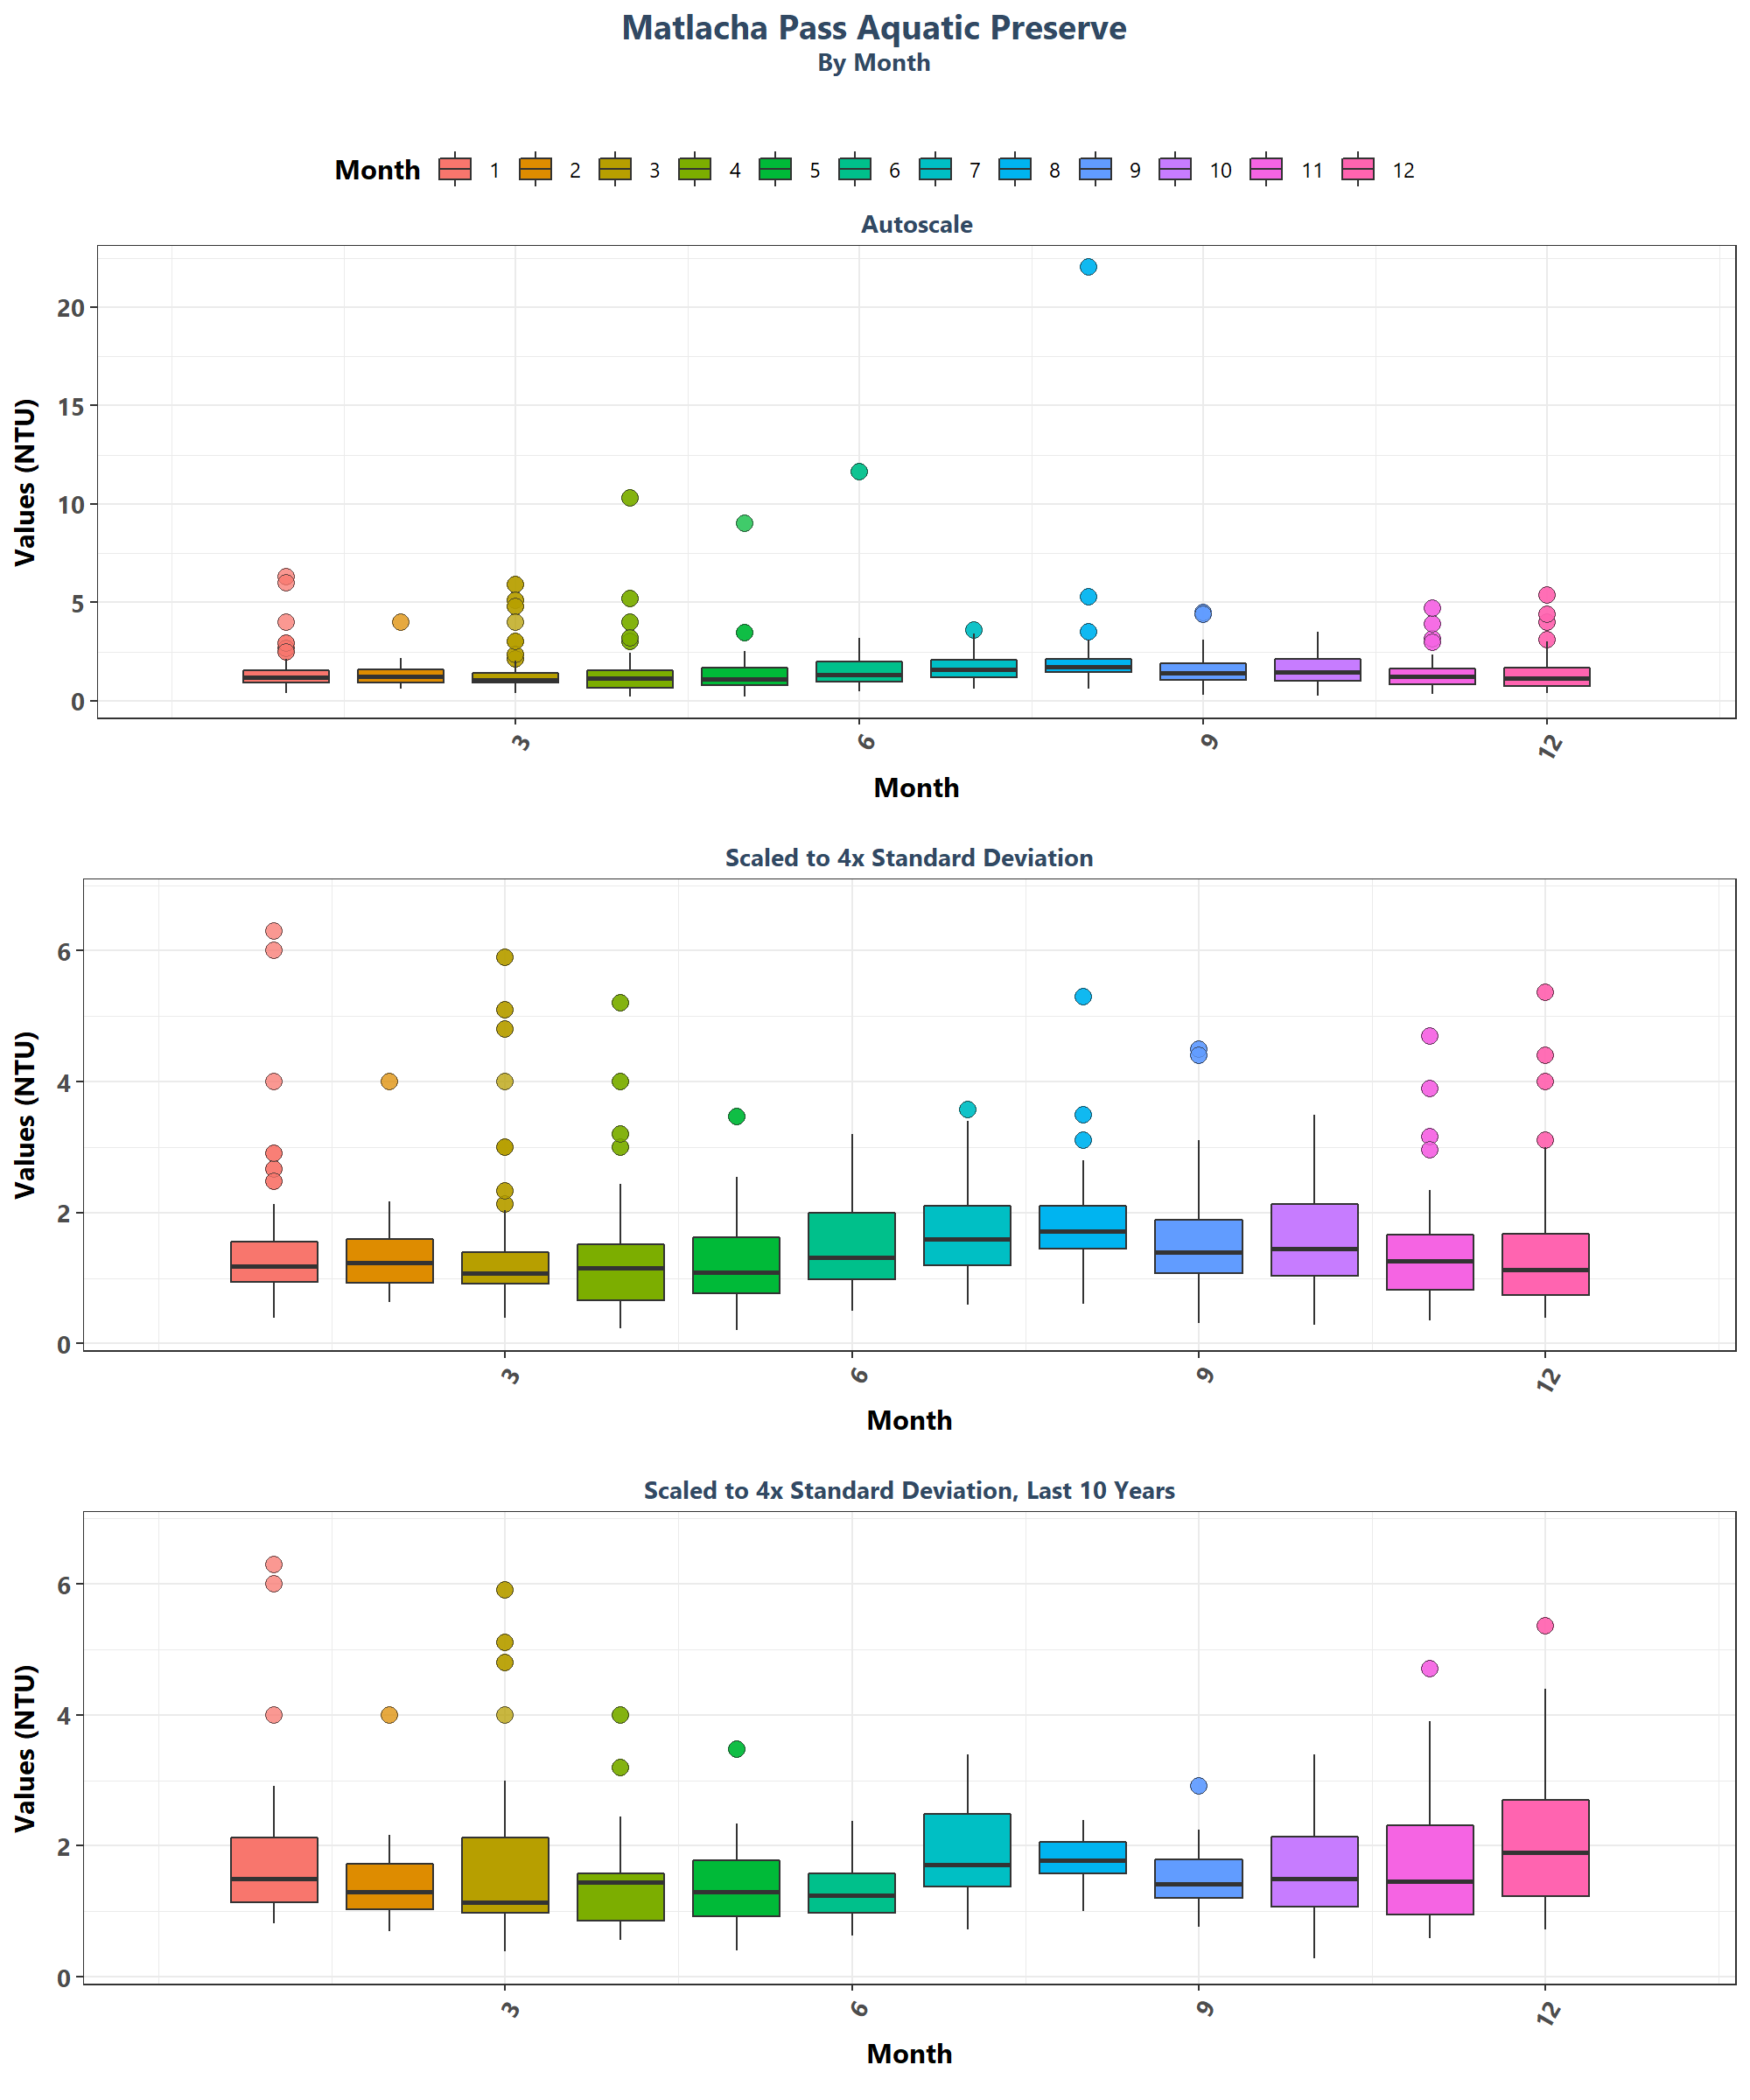 Matlacha Pass Aquatic Preserve
By Month
Month 1 2 3 4 5 6 7 8 9 10 11 12
Autoscale
Values (NTU)
20
15
10
5
0
3 6 9 12
Month
Scaled to 4x Standard Deviation
Values (NTU)
6
4
2
0
3 6 9 12
Month
Scaled to 4x Standard Deviation, Last 10 Years
Values (NTU)
6
4
2
0
3 6 9 12
Month